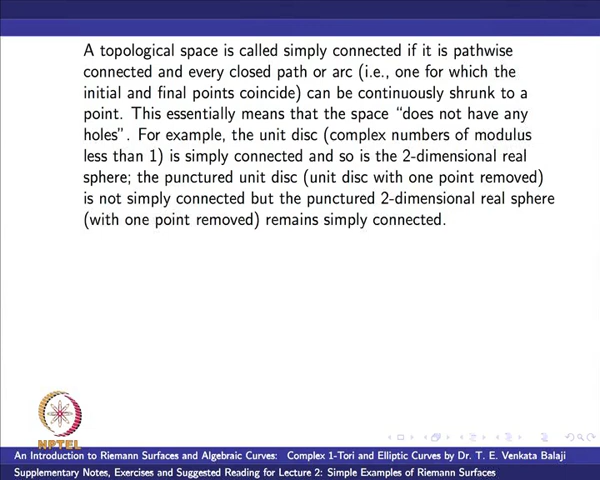 A topological space is called simply connected if it is pathwise
connected and every closed path or arc (i.e., one for which the
initial and final points coincide) can be continuously shrunk to a
point. This essentially means that the space “does not have any
holes”. For example, the unit disc (complex numbers of modulus
less than 1) is simply connected and so is the 2-dimensional real
sphere; the punctured unit disc (unit disc with one point removed)
is not simply connected but the punctured 2-dimensional real sphere
(with one point removed) remains simply connected.
NPTEL
An Introduction to Riemann Surfaces and Algebraic Curves: Complex 1-Tori and Elliptic Curves by Dr. T. E. Venkata Balaji
Supplementary Notes, Exercises and Suggested Reading for Lecture 2: Simple Examples of Riemann Surfaces